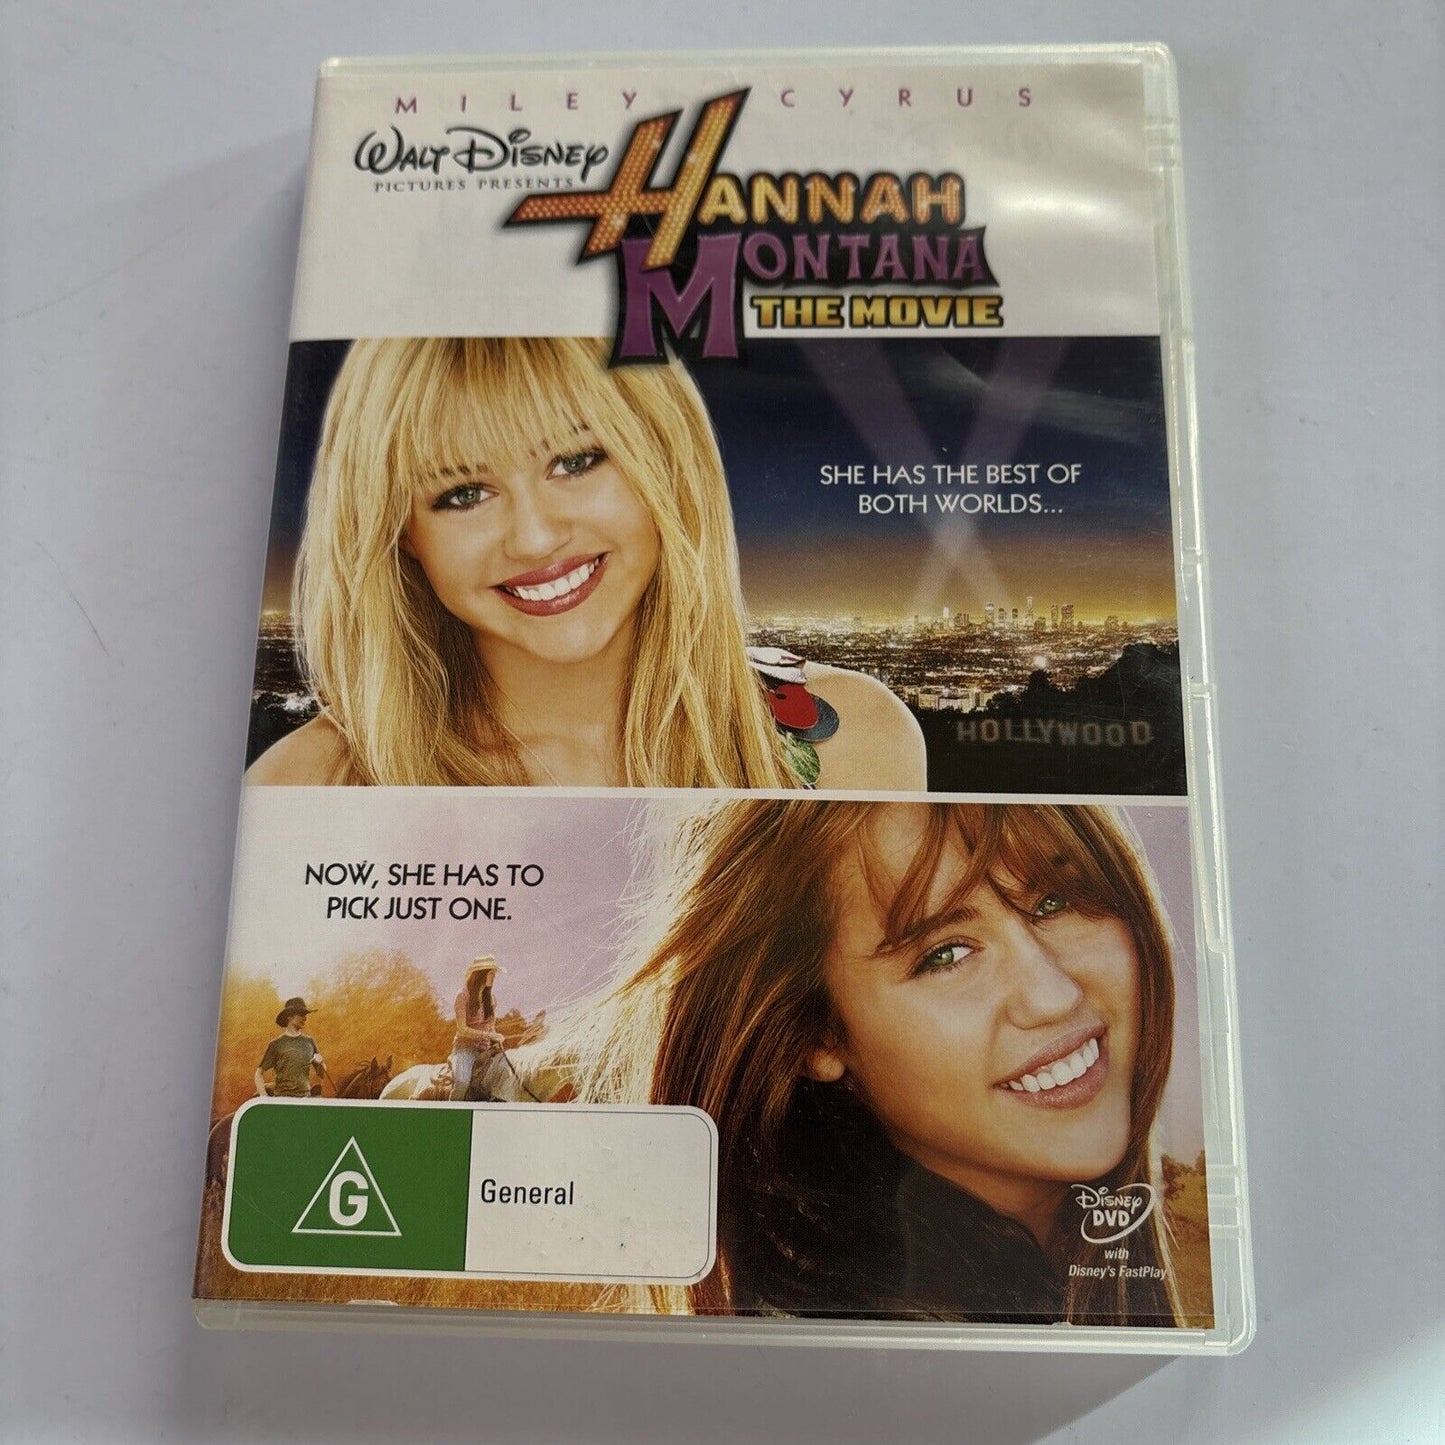 MILEY CYRUS
WALT DISNEY
PICTURES PRESENTS
HANNAH
MONTANA
THE MOVIE
SHE HAS THE BEST OF
BOTH WORLDS...
HOLLYWOOD
NOW, SHE HAS TO
PICK JUST ONE.
G
General
DISNEY
DVD
with
Disney's FastPlay